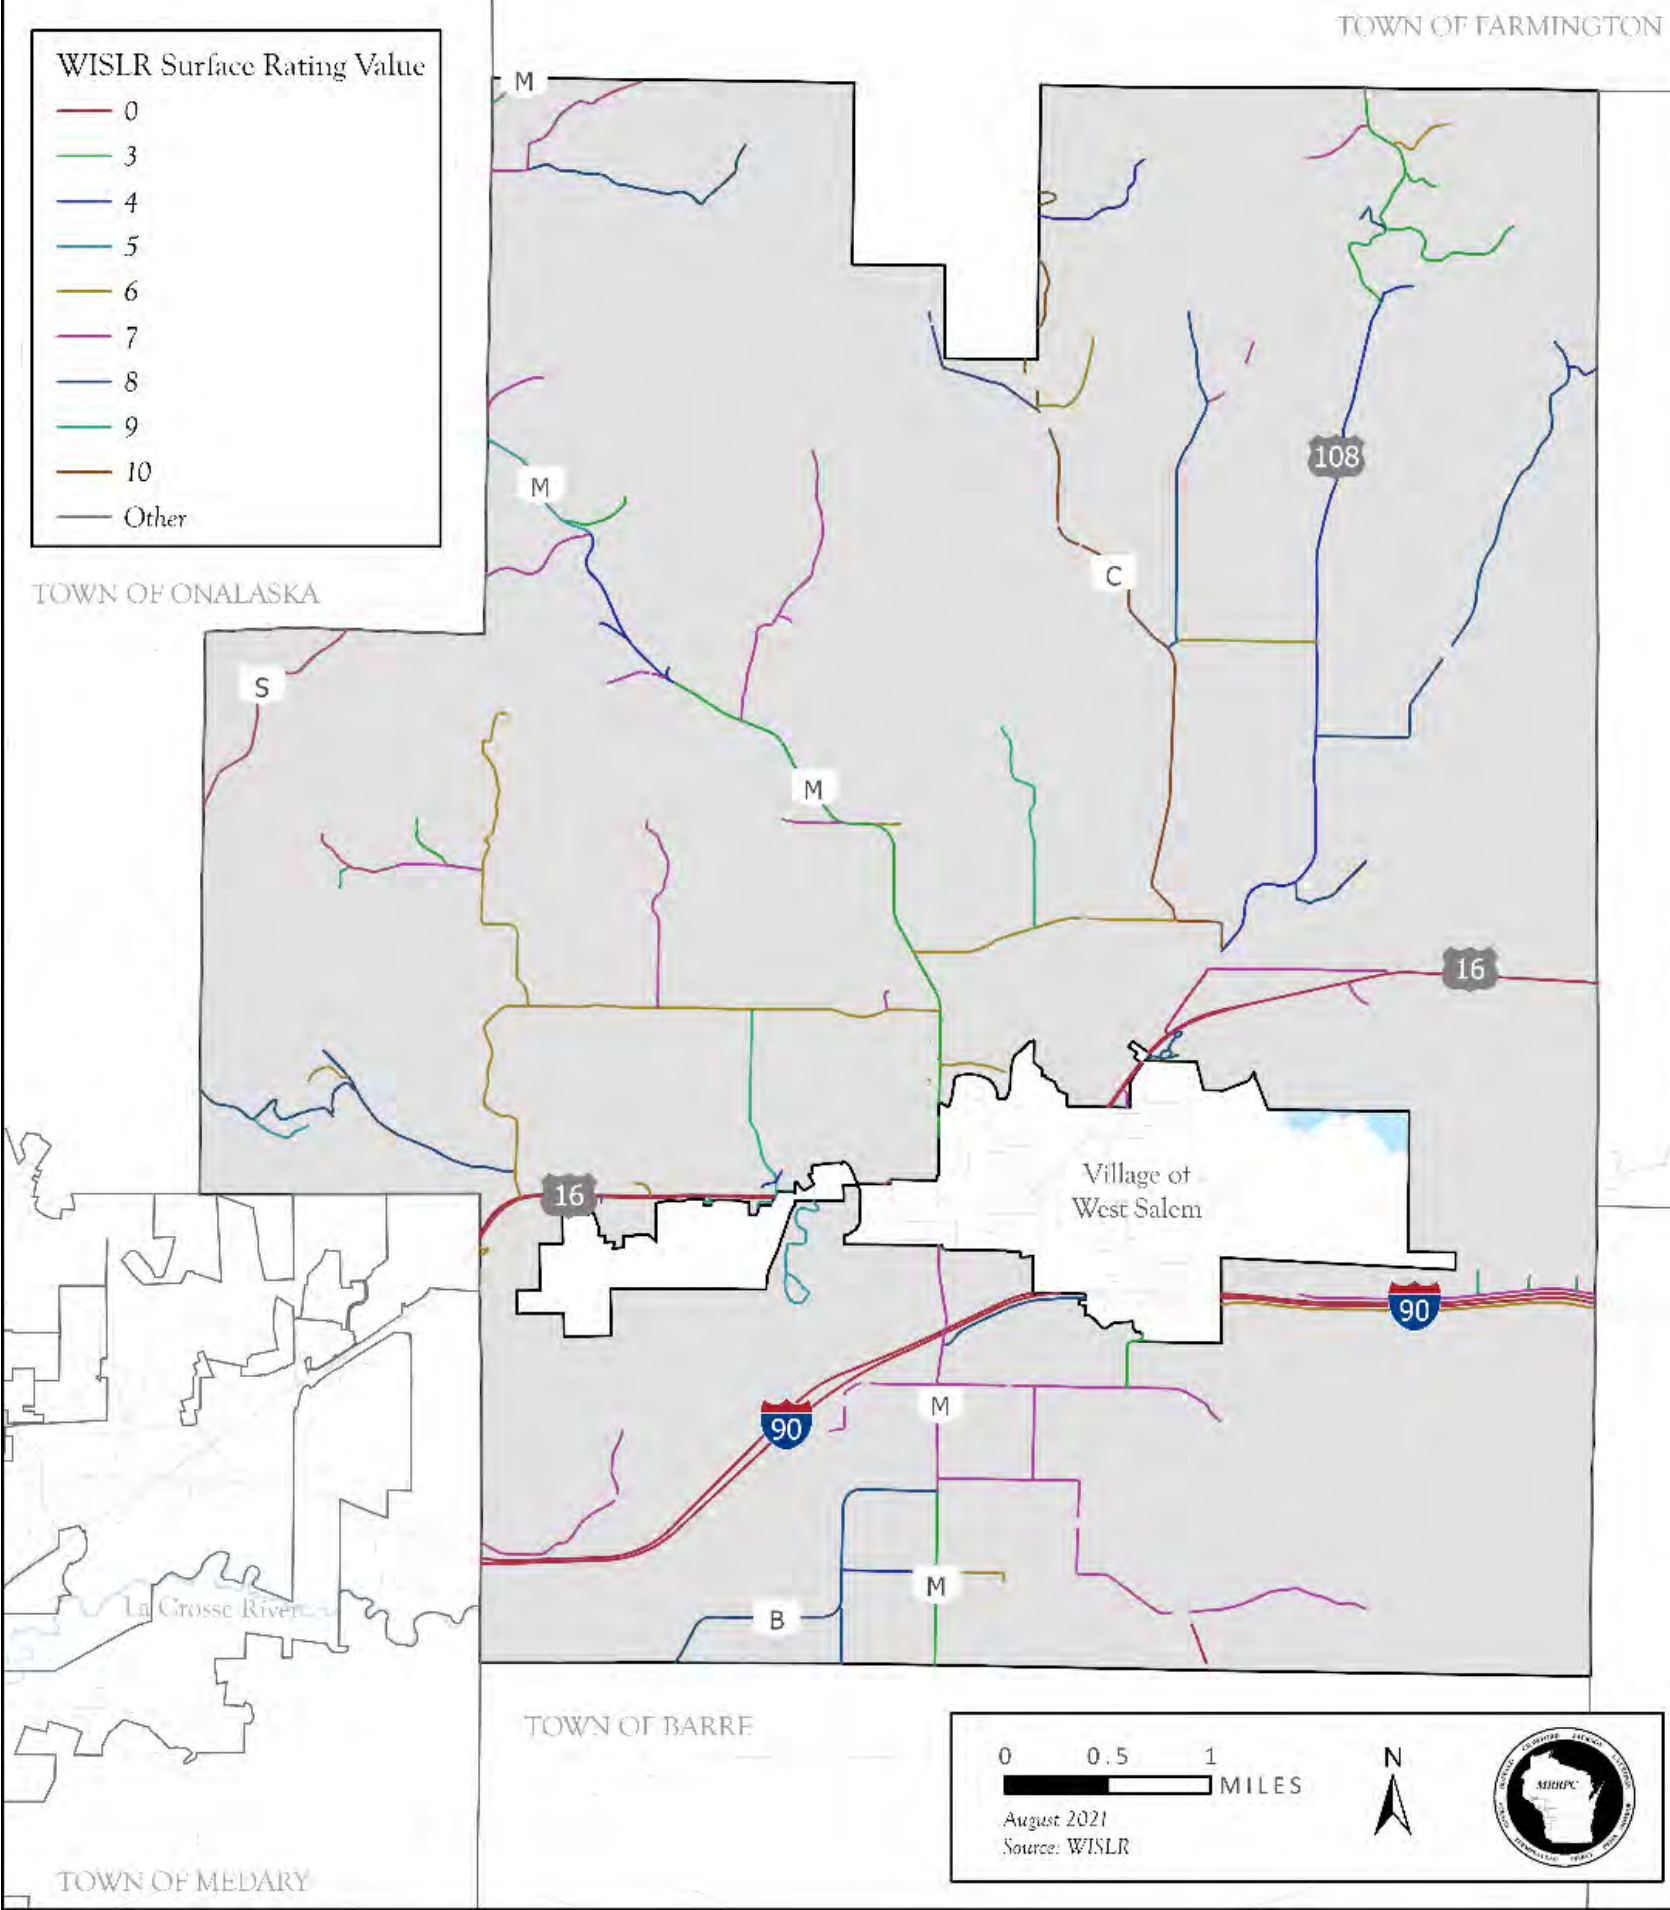 TOWN OF FARMINGTON
WISLR Surface Rating Value
0
3
4
5
6
7
8
9
10
Other
M
M
108
C
TOWN OF ONALASKA
S
M
16
Village of
West Salem
16
90
M
90
M
B
La Crosse River
TOWN OF BARRE
0 0.5 1
MILES
N
MRRPC
August 2021
Source: WISLR
TOWN OF MEDARY